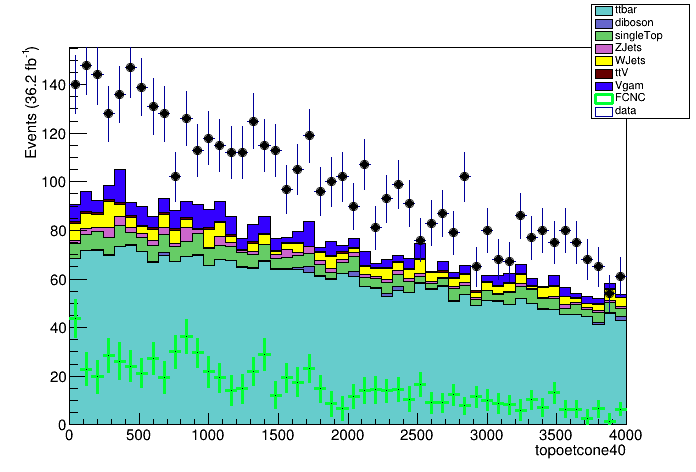 ttbar
diboson
singleTop
ZJets
WJets
ttV
Vgam
FCNC
data
Events (36.2 fb⁻¹)
140
120
100
80
60
40
20
0
0 500 1000 1500 2000 2500 3000 3500 4000
topoetcone40